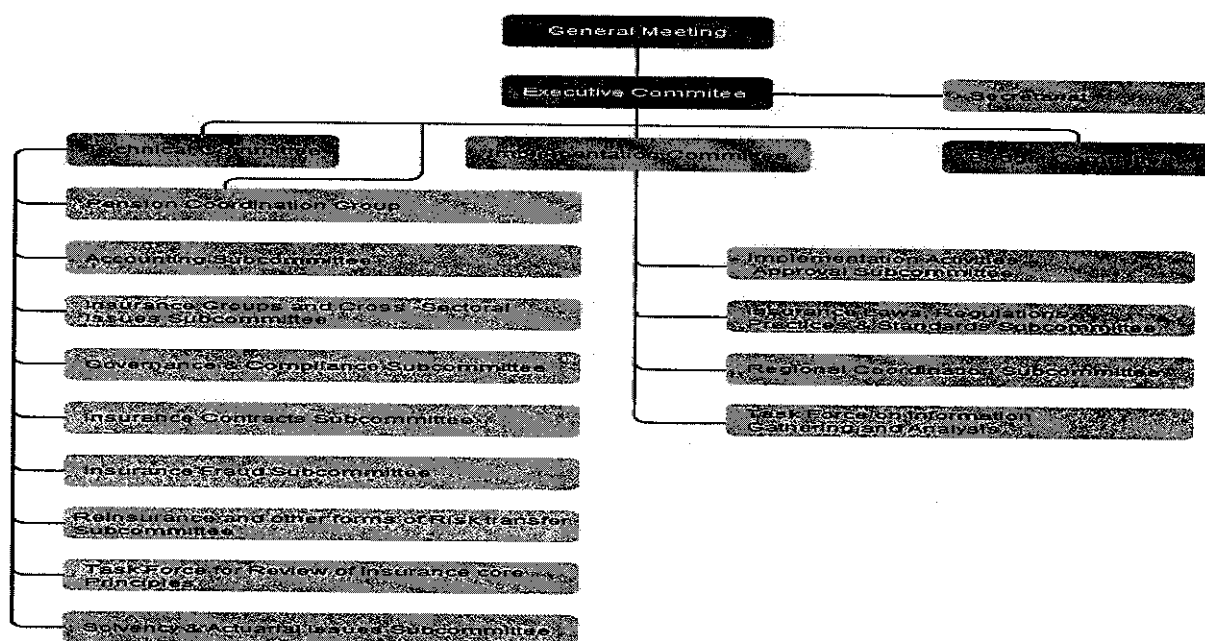 General Meeting
Executive Commitee
Secretariat
Technical Committee
Implementation Committee
Budget Committee
Pension Coordination Group
Accounting Subcommittee
Implementation Activities
Approval Subcommittee
Insurance Groups and Cross-Sectoral
Issues Subcommittee
Insurance Laws, Regulations,
Practices & Standards Subcommittee
Governance & Compliance Subcommittee
Regional Coordination Subcommittee
Insurance Contracts Subcommittee
Task Force on Information
Gathering and Analysis
Insurance Fraud Subcommittee
Reinsurance and other forms of Risk transfer
Subcommittee
Task Force for Review of Insurance core
Principles
Solvency & Actuarial Issues Subcommittee